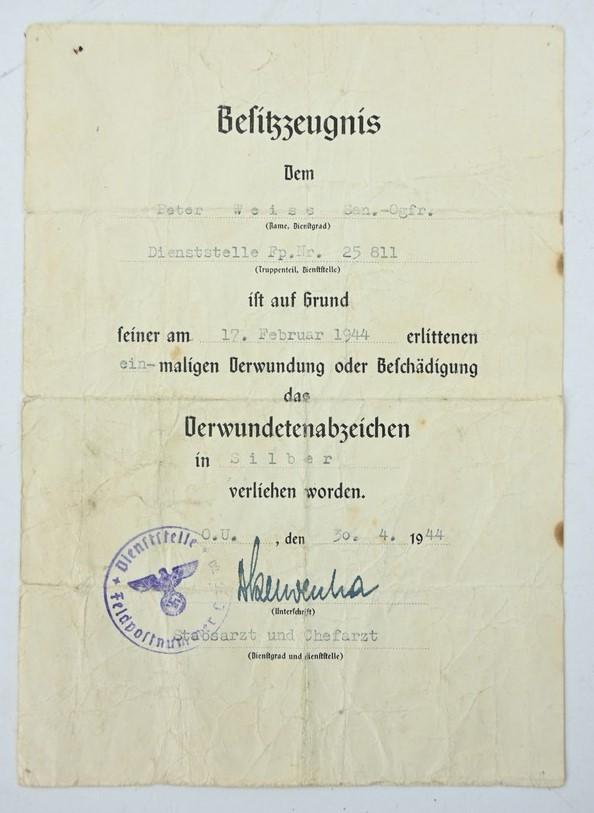 Besitzzeugnis
Dem
Peter Weise San.-Ogfr.
(Name, Dienstgrad)
Dienststelle Fp.Nr. 25 811
(Truppenteil, Dienststelle)
ist auf Grund
seiner am 17. Februar 1944 erlittenen
ein-maligen Verwundung oder Beschädigung
das
Verwundetenabzeichen
in Silber
verliehen worden.
O.U. , den 30. 4. 1944
Dienststelle
Feldpostnummer
(Unterschrift)
Stabsarzt und Chefarzt
(Dienstgrad und Dienststelle)